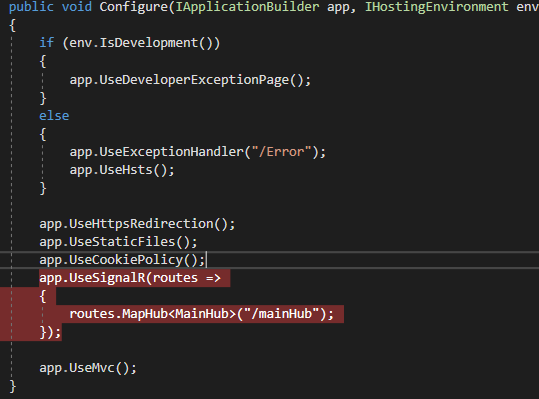 public void Configure(IApplicationBuilder app, IHostingEnvironment env
{
if (env.IsDevelopment())
{
app.UseDeveloperExceptionPage();
}
else
{
app.UseExceptionHandler("/Error");
app.UseHsts();
}
app.UseHttpsRedirection();
app.UseStaticFiles();
app.UseCookiePolicy();
app.UseSignalR(routes =>
{
routes.MapHub<MainHub>("/mainHub");
});
app.UseMvc();
}